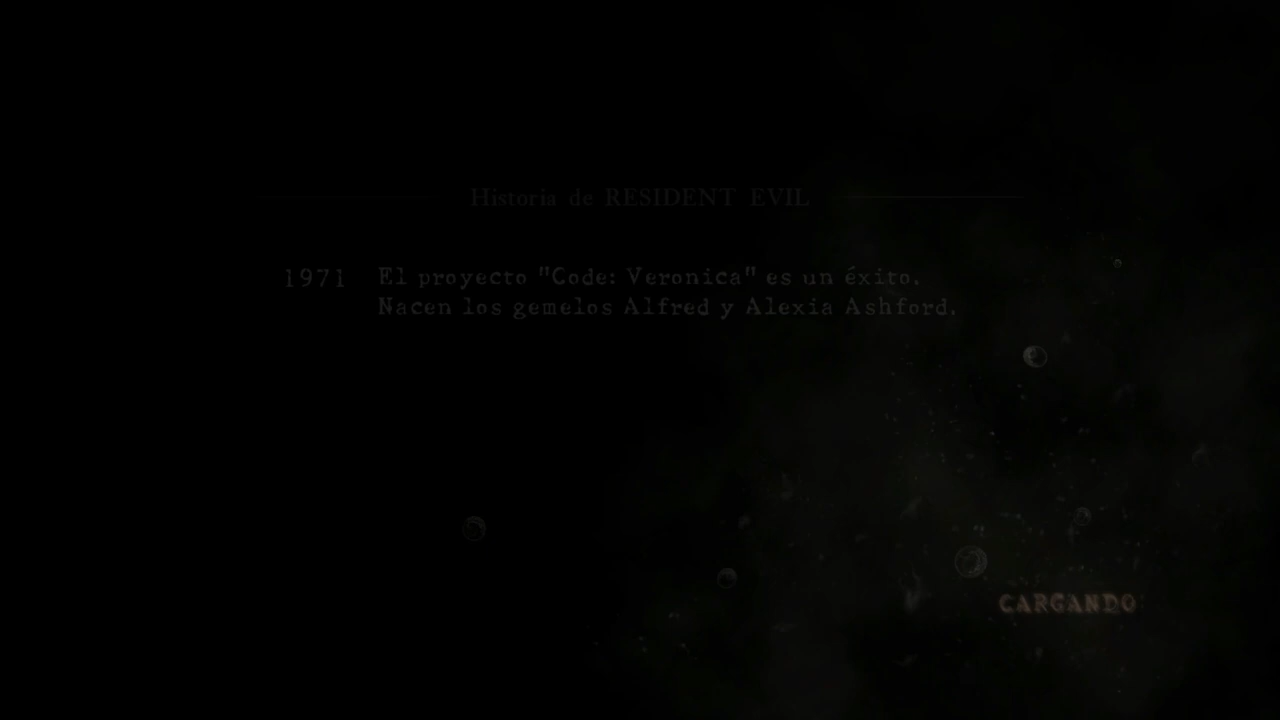 Historia de RESIDENT EVIL
1971 El proyecto "Code: Veronica" es un éxito.
Nacen los gemelos Alfred y Alexia Ashford.
CARGANDO